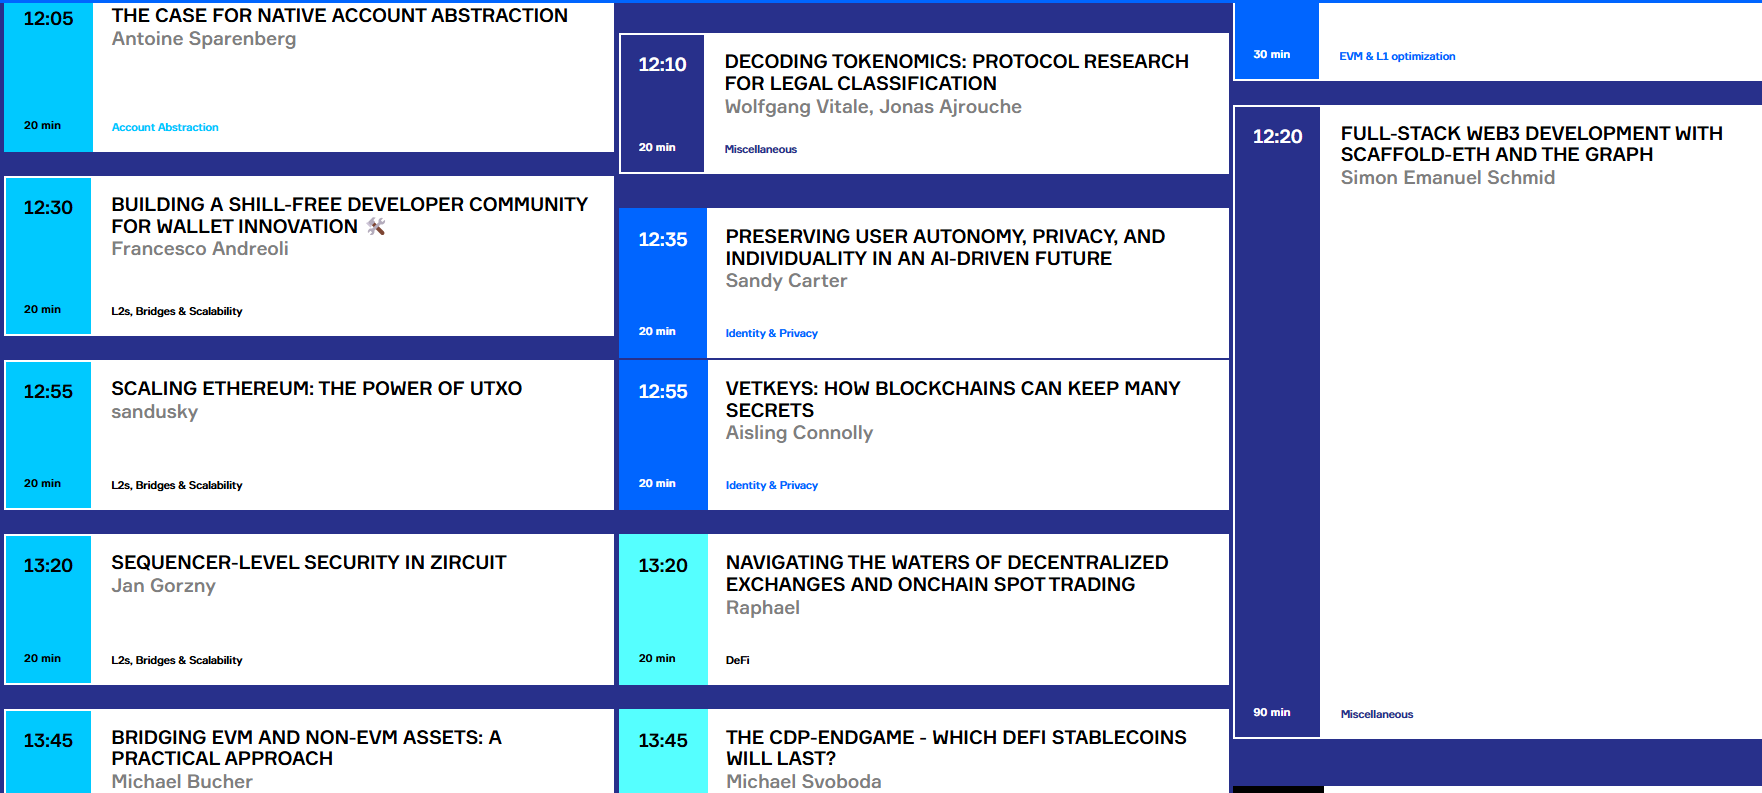 12:05
THE CASE FOR NATIVE ACCOUNT ABSTRACTION
Antoine Sparenberg
20 min
Account Abstraction
12:30
BUILDING A SHILL-FREE DEVELOPER COMMUNITY
FOR WALLET INNOVATION 🛠️
Francesco Andreoli
20 min
L2s, Bridges & Scalability
12:55
SCALING ETHEREUM: THE POWER OF UTXO
sandusky
20 min
L2s, Bridges & Scalability
13:20
SEQUENCER-LEVEL SECURITY IN ZIRCUIT
Jan Gorzny
20 min
L2s, Bridges & Scalability
13:45
BRIDGING EVM AND NON-EVM ASSETS: A
PRACTICAL APPROACH
Michael Bucher
12:10
DECODING TOKENOMICS: PROTOCOL RESEARCH
FOR LEGAL CLASSIFICATION
Wolfgang Vitale, Jonas Ajrouche
20 min
Miscellaneous
12:35
PRESERVING USER AUTONOMY, PRIVACY, AND
INDIVIDUALITY IN AN AI-DRIVEN FUTURE
Sandy Carter
20 min
Identity & Privacy
12:55
VETKEYS: HOW BLOCKCHAINS CAN KEEP MANY
SECRETS
Aisling Connolly
20 min
Identity & Privacy
13:20
NAVIGATING THE WATERS OF DECENTRALIZED
EXCHANGES AND ONCHAIN SPOT TRADING
Raphael
20 min
DeFi
13:45
THE CDP-ENDGAME - WHICH DEFI STABLECOINS
WILL LAST?
Michael Svoboda
30 min
EVM & L1 optimization
12:20
FULL-STACK WEB3 DEVELOPMENT WITH
SCAFFOLD-ETH AND THE GRAPH
Simon Emanuel Schmid
90 min
Miscellaneous